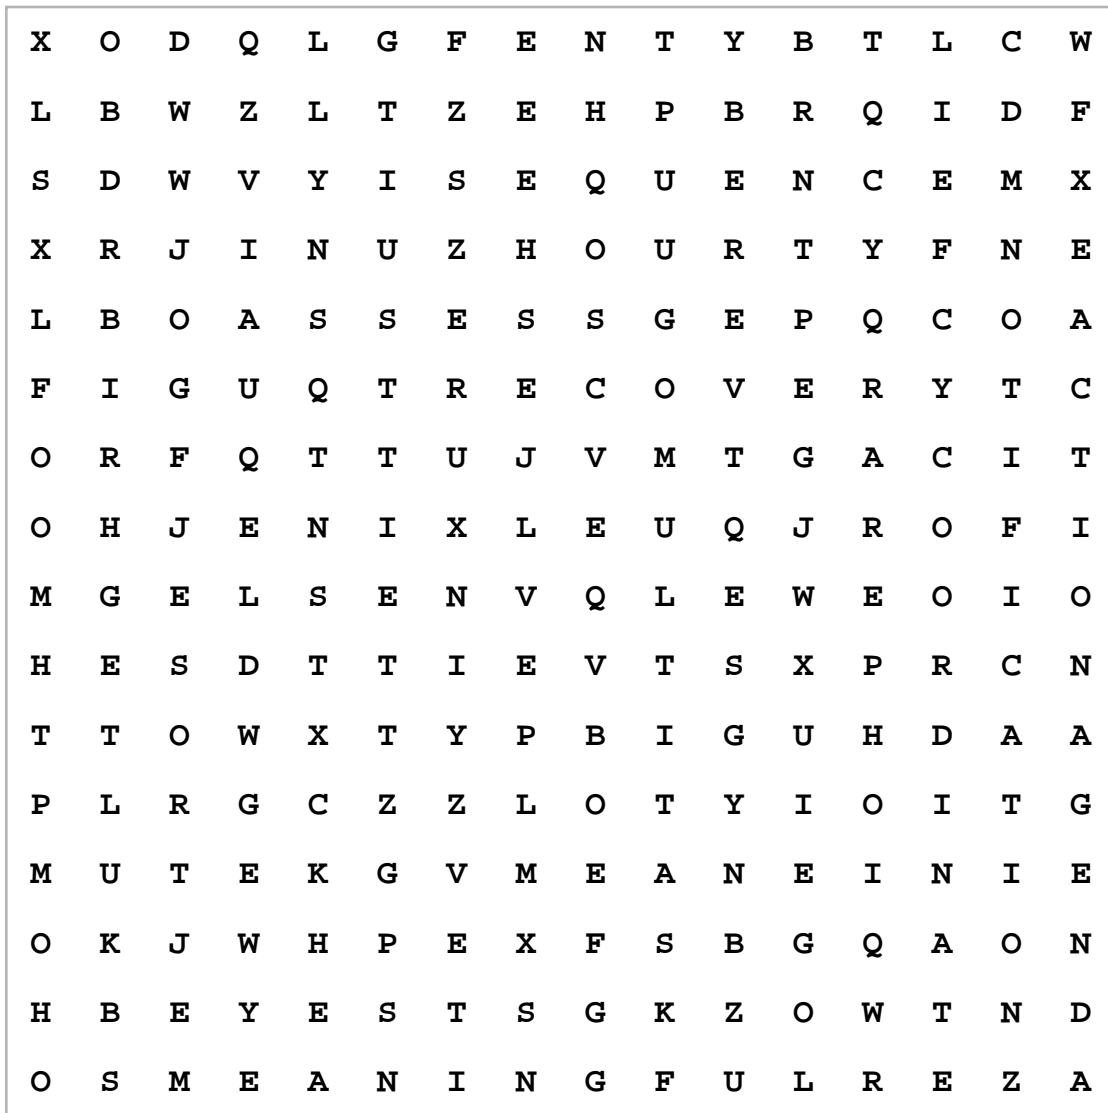 X O D Q L G F E N T Y B T L C W
L B W Z L T Z E H P B R Q I D F
S D W V Y I S E Q U E N C E M X
X R J I N U Z H O U R T Y F N E
L B O A S S E S S G E P Q C O A
F I G U Q T R E C O V E R Y T C
O R F Q T T U J V M T G A C I T
O H J E N I X L E U Q J R O F I
M G E L S E N V Q L E W E O I O
H E S D T T I E V T S X P R C N
T T O W X T Y P B I G U H D A A
P L R G C Z Z L O T Y I O I T G
M U T E K G V M E A N E I N I E
O K J W H P E X F S B G Q A O N
H B E Y E S T S G K Z O W T N D
O S M E A N I N G F U L R E Z A